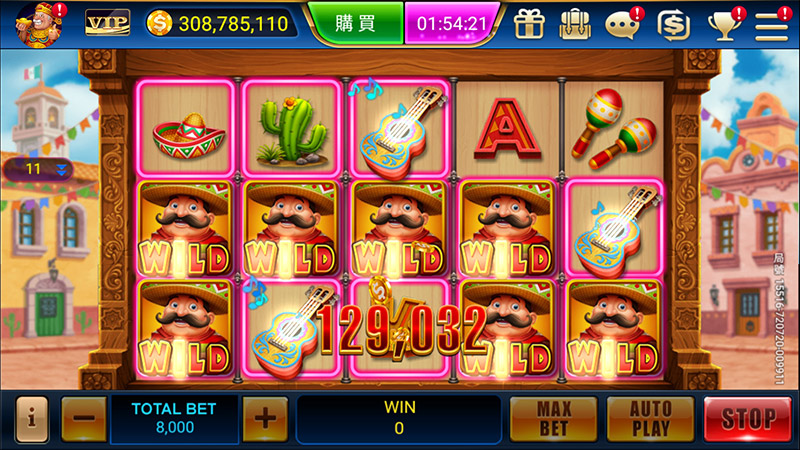 VIP
$ 308,785,110
購買
01:54:21
A
11
WILD WILD WILD WILD
WILD 129,032 WILD WILD
i
TOTAL BET
8,000
WIN
0
MAX
BET
AUTO
PLAY
STOP